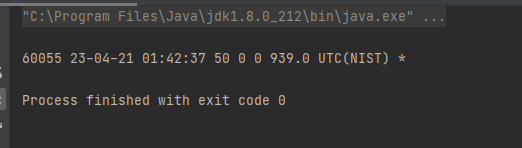 "C:\Program Files\Java\jdk1.8.0_212\bin\java.exe" ...
60055 23-04-21 01:42:37 50 0 0 939.0 UTC(NIST) *
Process finished with exit code 0